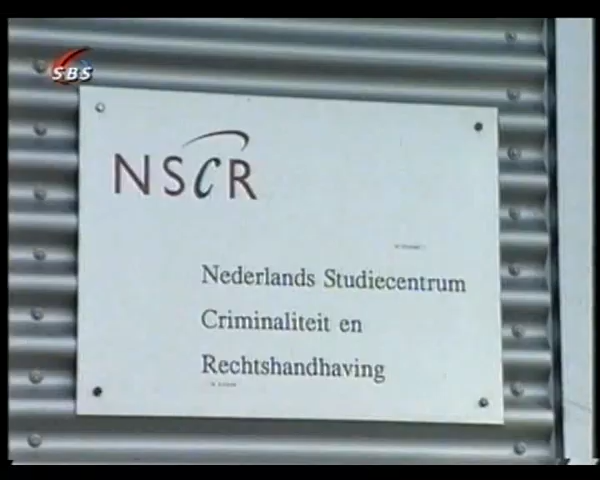 SBS
NSCR
Nederlands Studiecentrum
Criminaliteit en
Rechtshandhaving